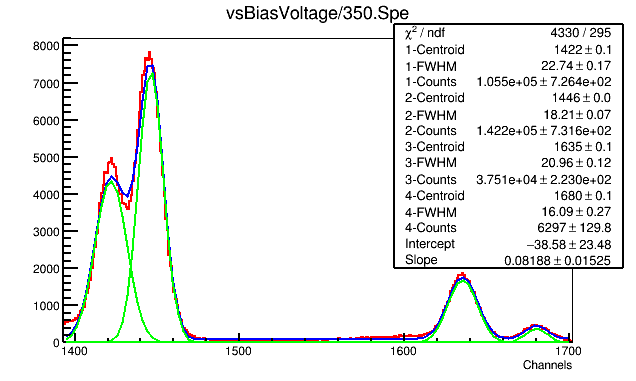 vsBiasVoltage/350.Spe
χ² / ndf 4330 / 295
1-Centroid 1422 ± 0.1
1-FWHM 22.74 ± 0.17
1-Counts 1.055e+05 ± 7.264e+02
2-Centroid 1446 ± 0.0
2-FWHM 18.21 ± 0.07
2-Counts 1.422e+05 ± 7.316e+02
3-Centroid 1635 ± 0.1
3-FWHM 20.96 ± 0.12
3-Counts 3.751e+04 ± 2.230e+02
4-Centroid 1680 ± 0.1
4-FWHM 16.09 ± 0.27
4-Counts 6297 ± 129.8
Intercept −38.58 ± 23.48
Slope 0.08188 ± 0.01525
8000
7000
6000
5000
4000
3000
2000
1000
0
1400 1500 1600 1700
Channels